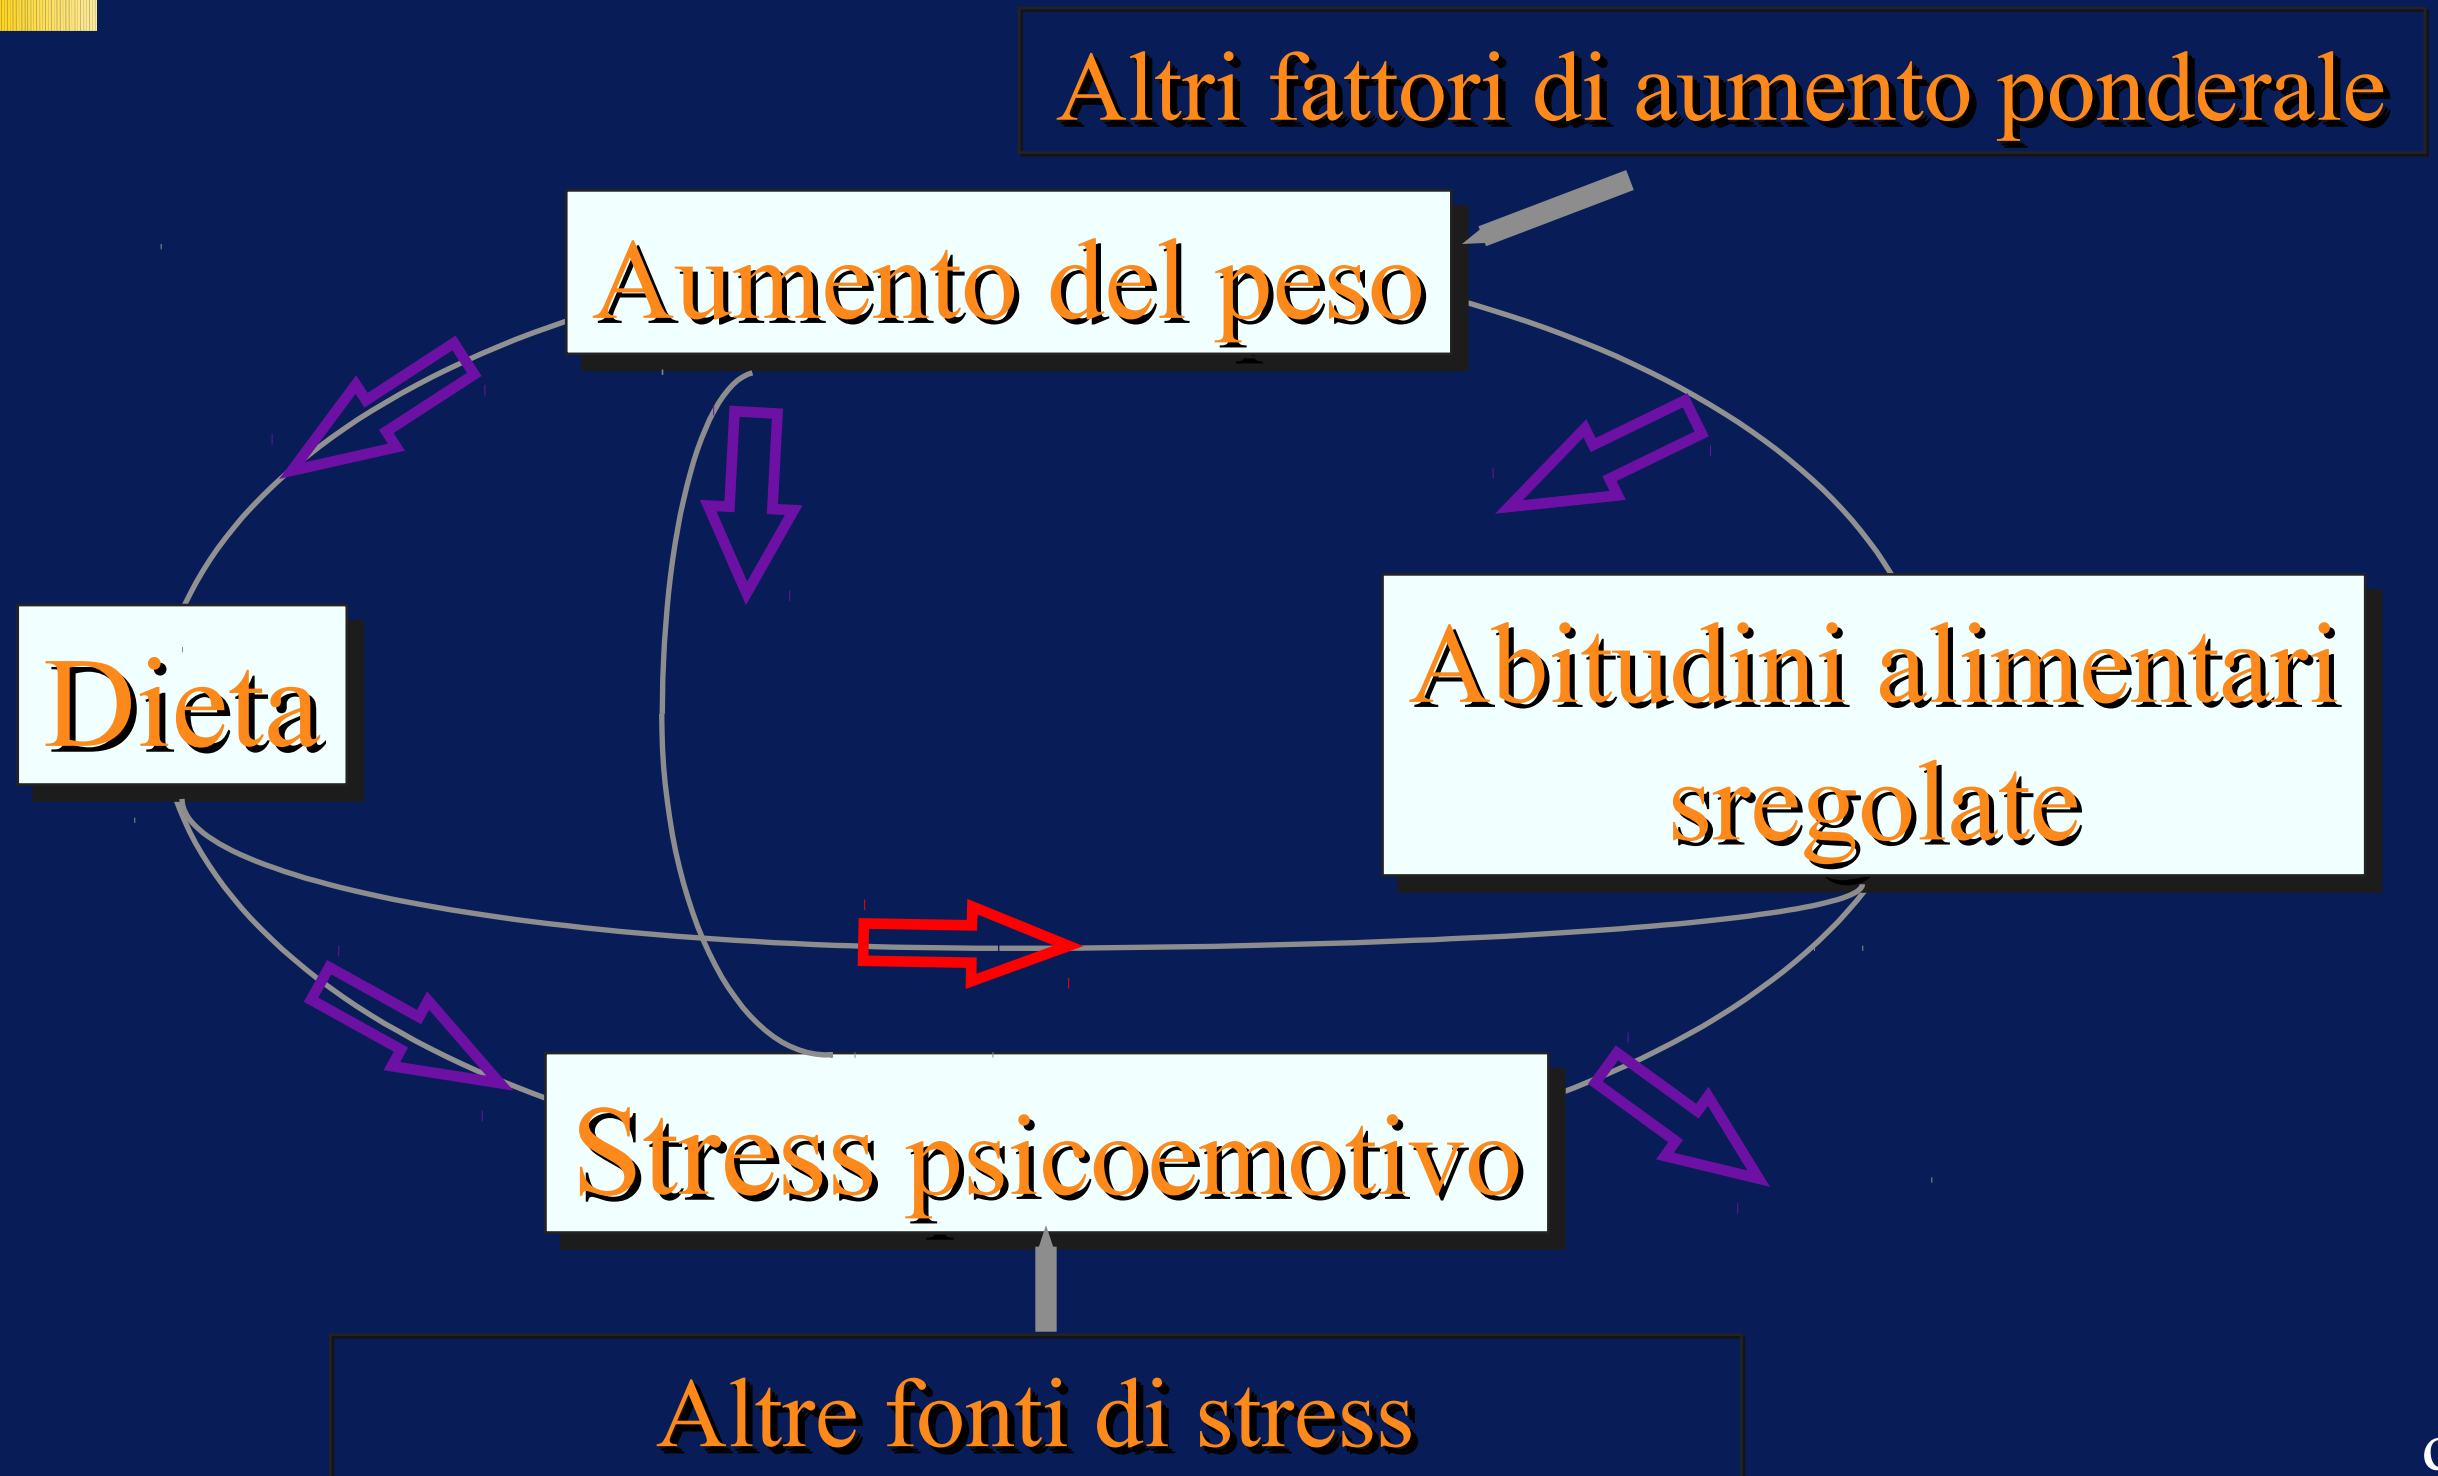 Altri fattori di aumento ponderale
Aumento del peso
Dieta
Abitudini alimentari
sregolate
Stress psicoemotivo
Altre fonti di stress